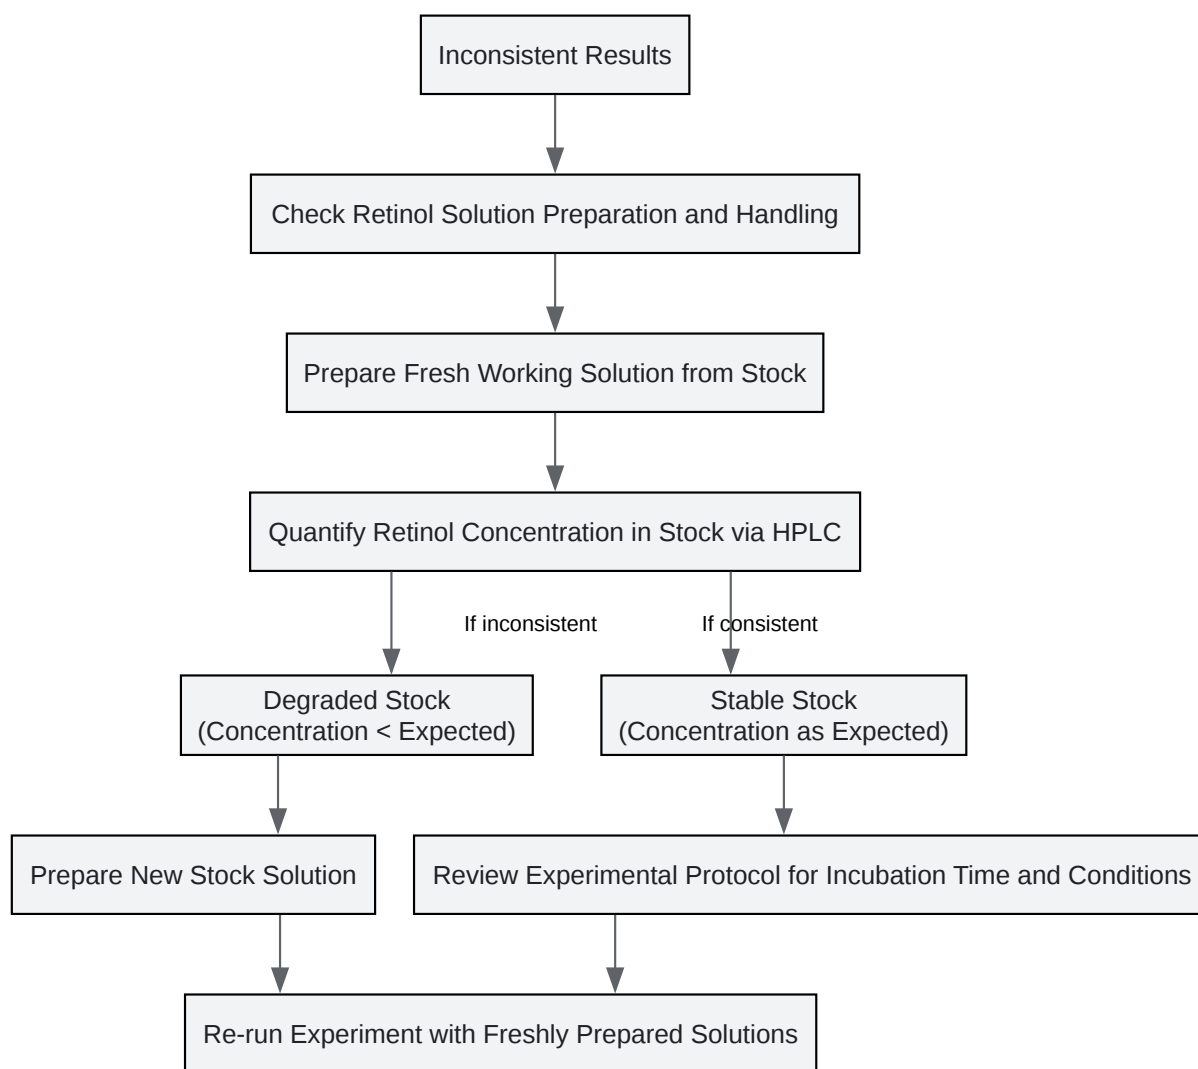 Inconsistent Results
Check Retinol Solution Preparation and Handling
Prepare Fresh Working Solution from Stock
Quantify Retinol Concentration in Stock via HPLC
If inconsistent
If consistent
Degraded Stock
(Concentration < Expected)
Stable Stock
(Concentration as Expected)
Prepare New Stock Solution
Review Experimental Protocol for Incubation Time and Conditions
Re-run Experiment with Freshly Prepared Solutions